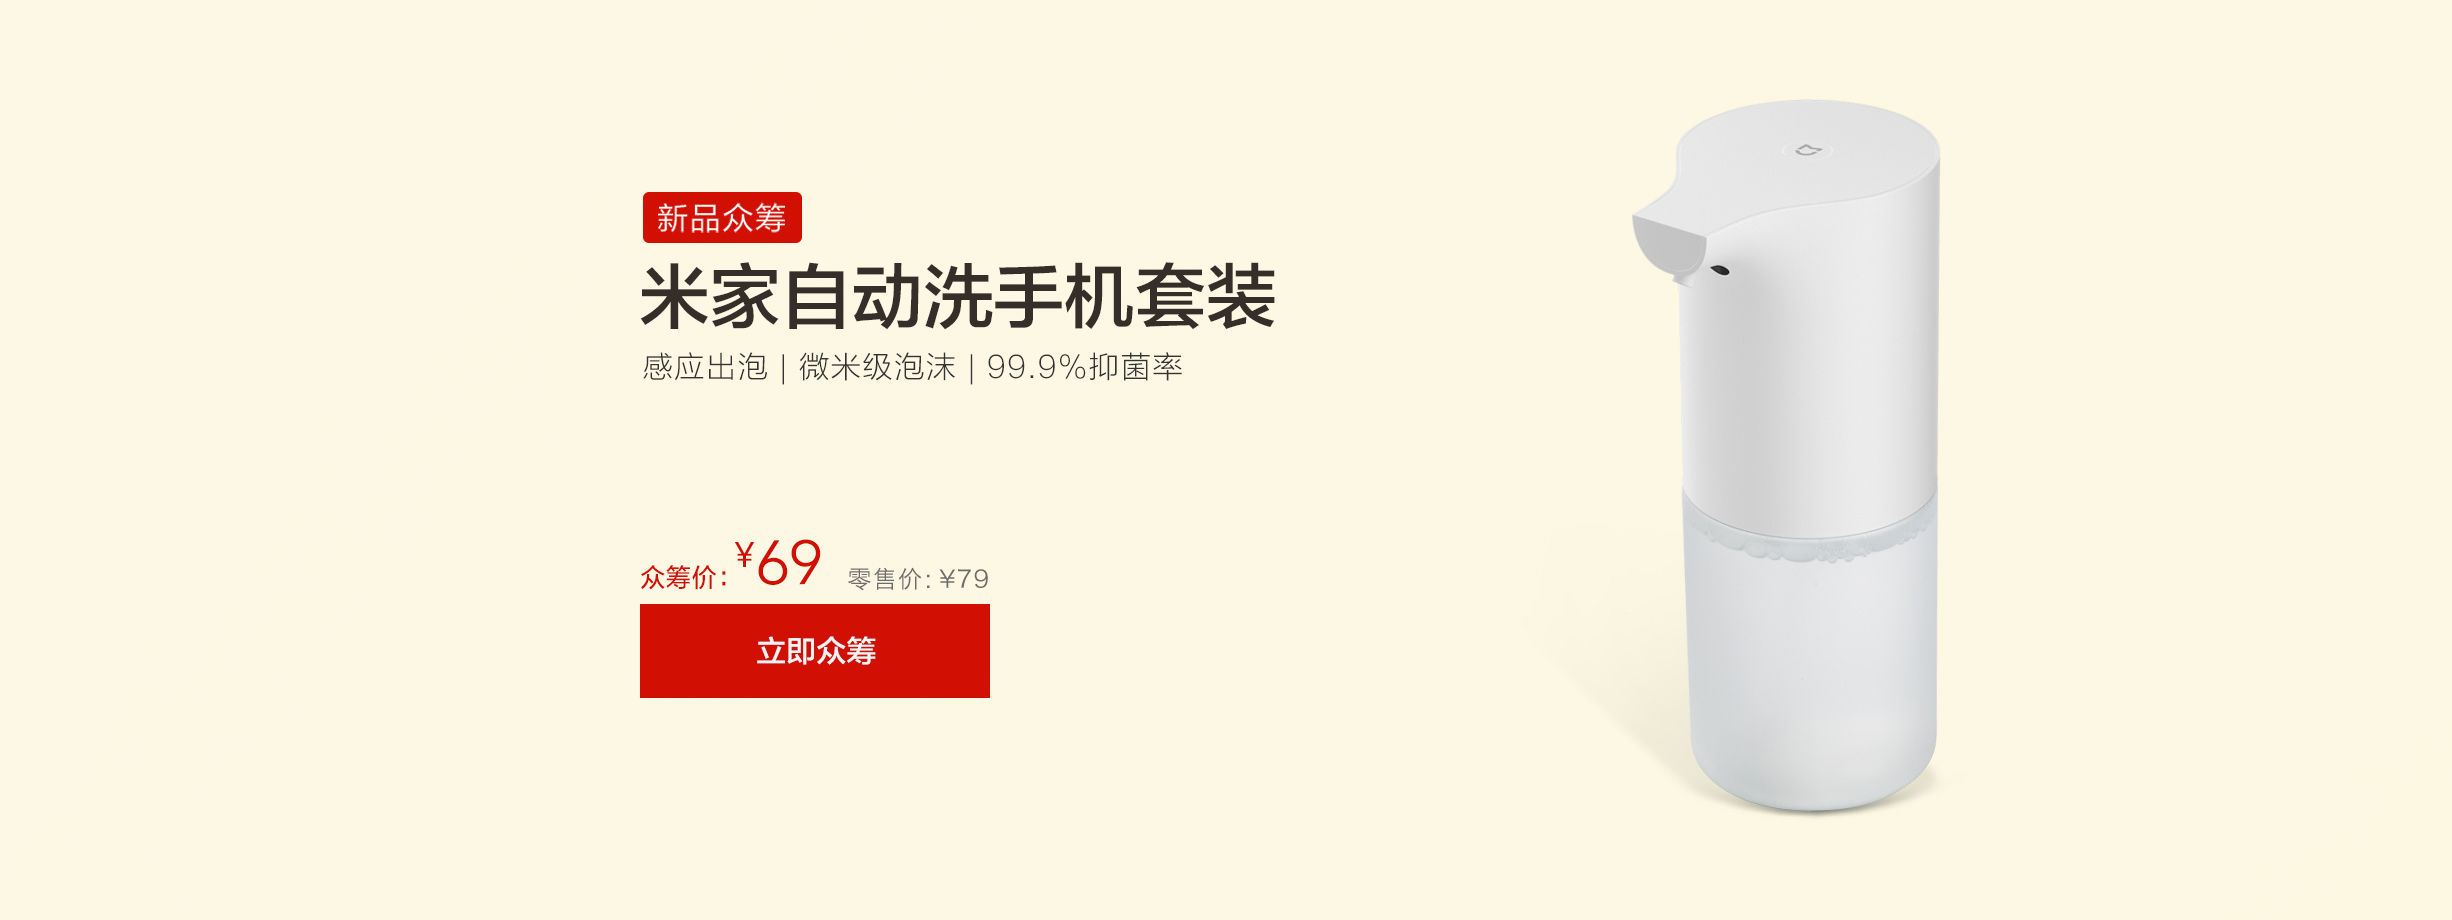 新品众筹
米家自动洗手机套装
感应出泡 | 微米级泡沫 | 99.9%抑菌率
众筹价: ¥69 零售价: ¥79
立即众筹